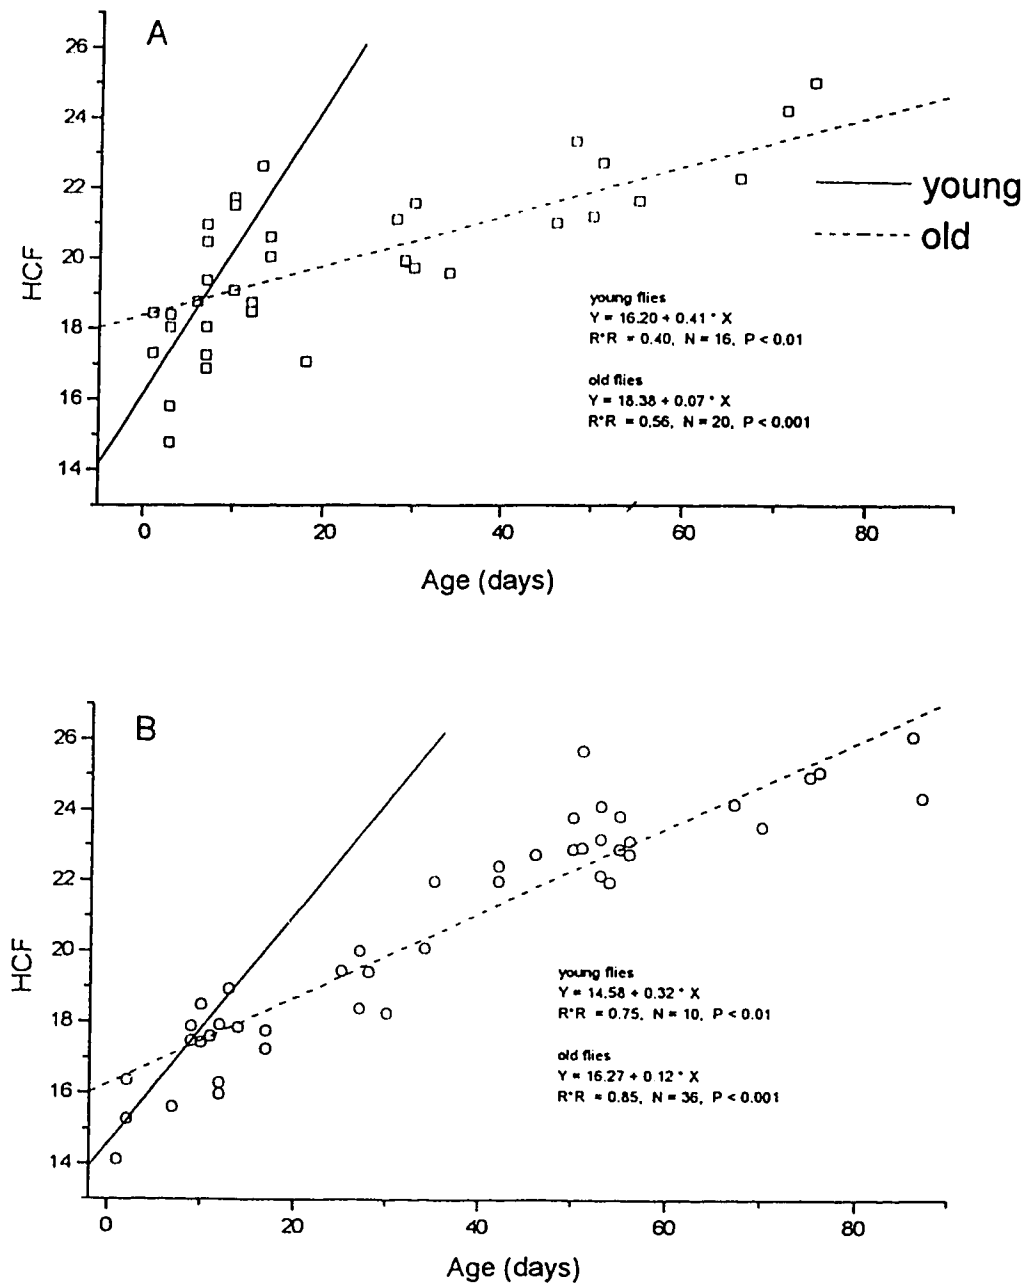 A
26
24
22
20
18
16
14
HCF
young
old
young flies
Y = 16.20 + 0.41 * X
R*R = 0.40, N = 16, P < 0.01
old flies
Y = 18.38 + 0.07 * X
R*R = 0.56, N = 20, P < 0.001
0 20 40 60 80
Age (days)
B
26
24
22
20
18
16
14
HCF
young flies
Y = 14.58 + 0.32 * X
R*R = 0.75, N = 10, P < 0.01
old flies
Y = 16.27 + 0.12 * X
R*R = 0.85, N = 36, P < 0.001
0 20 40 60 80
Age (days)